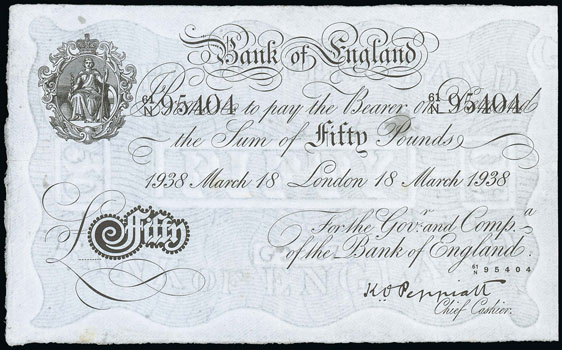 Bank of England
61/N 95404 to pay the Bearer on 61/N 95404
the Sum of Fifty Pounds
1938 March 18 London 18 March 1938
For the Govr. and Compa.
£ Fifty
of the Bank of England.
61/N 95404
K O Peppiatt
Chief Cashier.